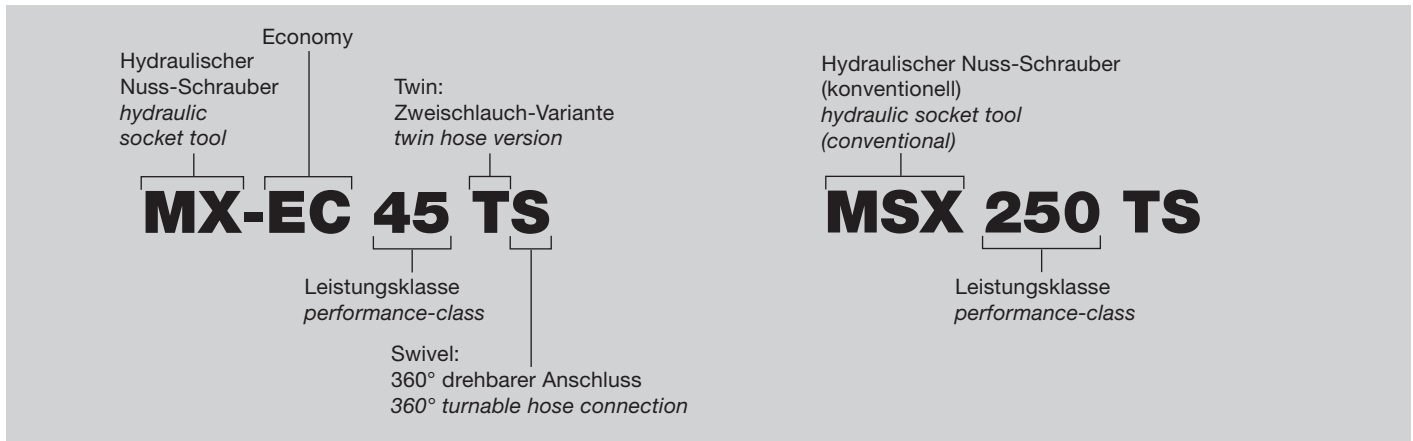 Economy
Hydraulischer
Nuss-Schrauber
hydraulic
socket tool
Twin:
Zweischlauch-Variante
twin hose version
MX-EC 45 TS
Leistungsklasse
performance-class
Swivel:
360° drehbarer Anschluss
360° turnable hose connection
Hydraulischer Nuss-Schrauber
(konventionell)
hydraulic socket tool
(conventional)
MSX 250 TS
Leistungsklasse
performance-class